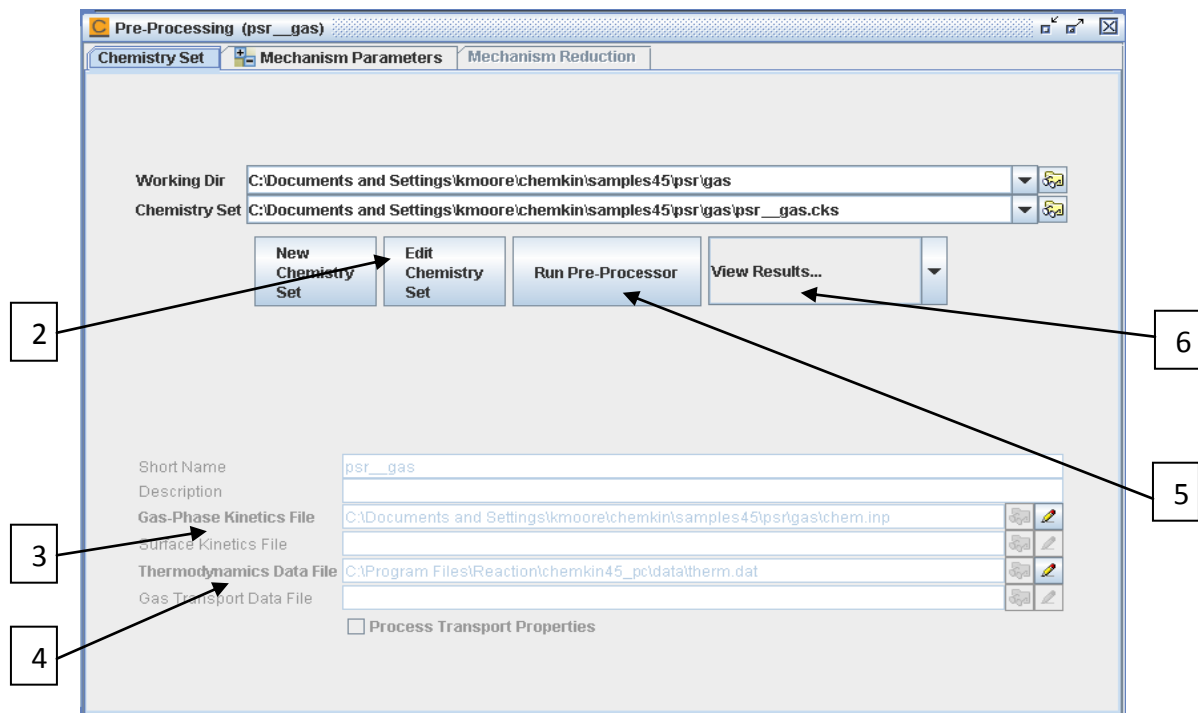 C Pre-Processing (psr__gas)
Chemistry Set Mechanism Parameters Mechanism Reduction
Working Dir C:\Documents and Settings\kmoore\chemkin\samples45\psr\gas
Chemistry Set C:\Documents and Settings\kmoore\chemkin\samples45\psr\gas\psr__gas.cks
New Chemistry Set
Edit Chemistry Set
Run Pre-Processor
View Results...
2
6
Short Name psr__gas
Description
Gas-Phase Kinetics File C:\Documents and Settings\kmoore\chemkin\samples45\psr\gas\chem.inp
Surface Kinetics File
Thermodynamics Data File C:\Program Files\Reaction\chemkin45_pc\data\therm.dat
Gas Transport Data File
Process Transport Properties
5
3
4